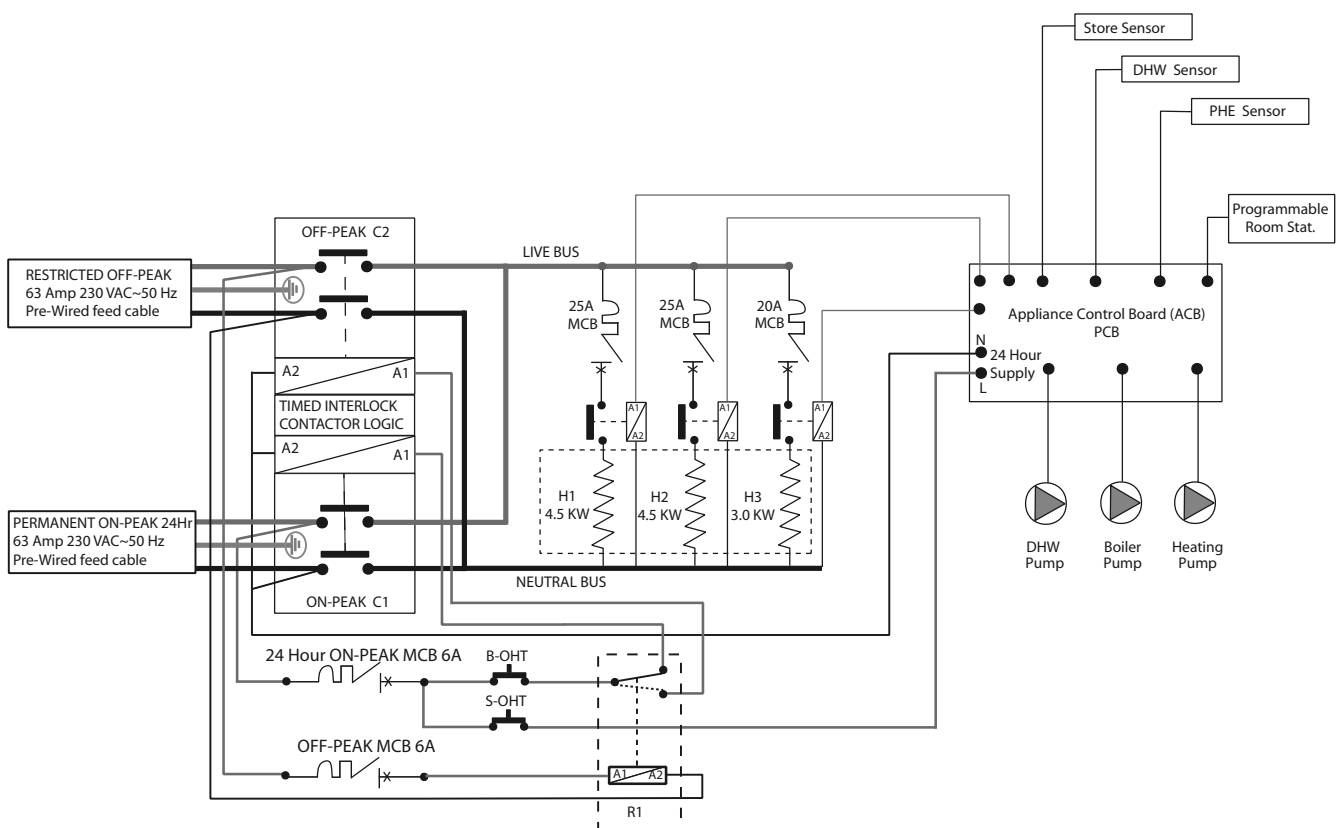 Store Sensor
DHW Sensor
PHE Sensor
Programmable
Room Stat.
OFF-PEAK C2
LIVE BUS
RESTRICTED OFF-PEAK
63 Amp 230 VAC~50 Hz
Pre-Wired feed cable
25A
MCB
25A
MCB
20A
MCB
Appliance Control Board (ACB)
PCB
N
24 Hour
Supply
L
A2
A1
TIMED INTERLOCK
CONTACTOR LOGIC
A2
A1
A1
A2
A1
A2
A1
A2
H1
4.5 KW
H2
4.5 KW
H3
3.0 KW
PERMANENT ON-PEAK 24Hr
63 Amp 230 VAC~50 Hz
Pre-Wired feed cable
DHW
Pump
Boiler
Pump
Heating
Pump
NEUTRAL BUS
ON-PEAK C1
24 Hour ON-PEAK MCB 6A
B-OHT
S-OHT
OFF-PEAK MCB 6A
A1
A2
R1